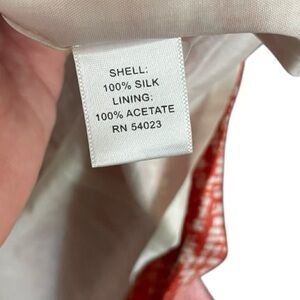 SHELL:
100% SILK
LINING:
100% ACETATE
RN 54023